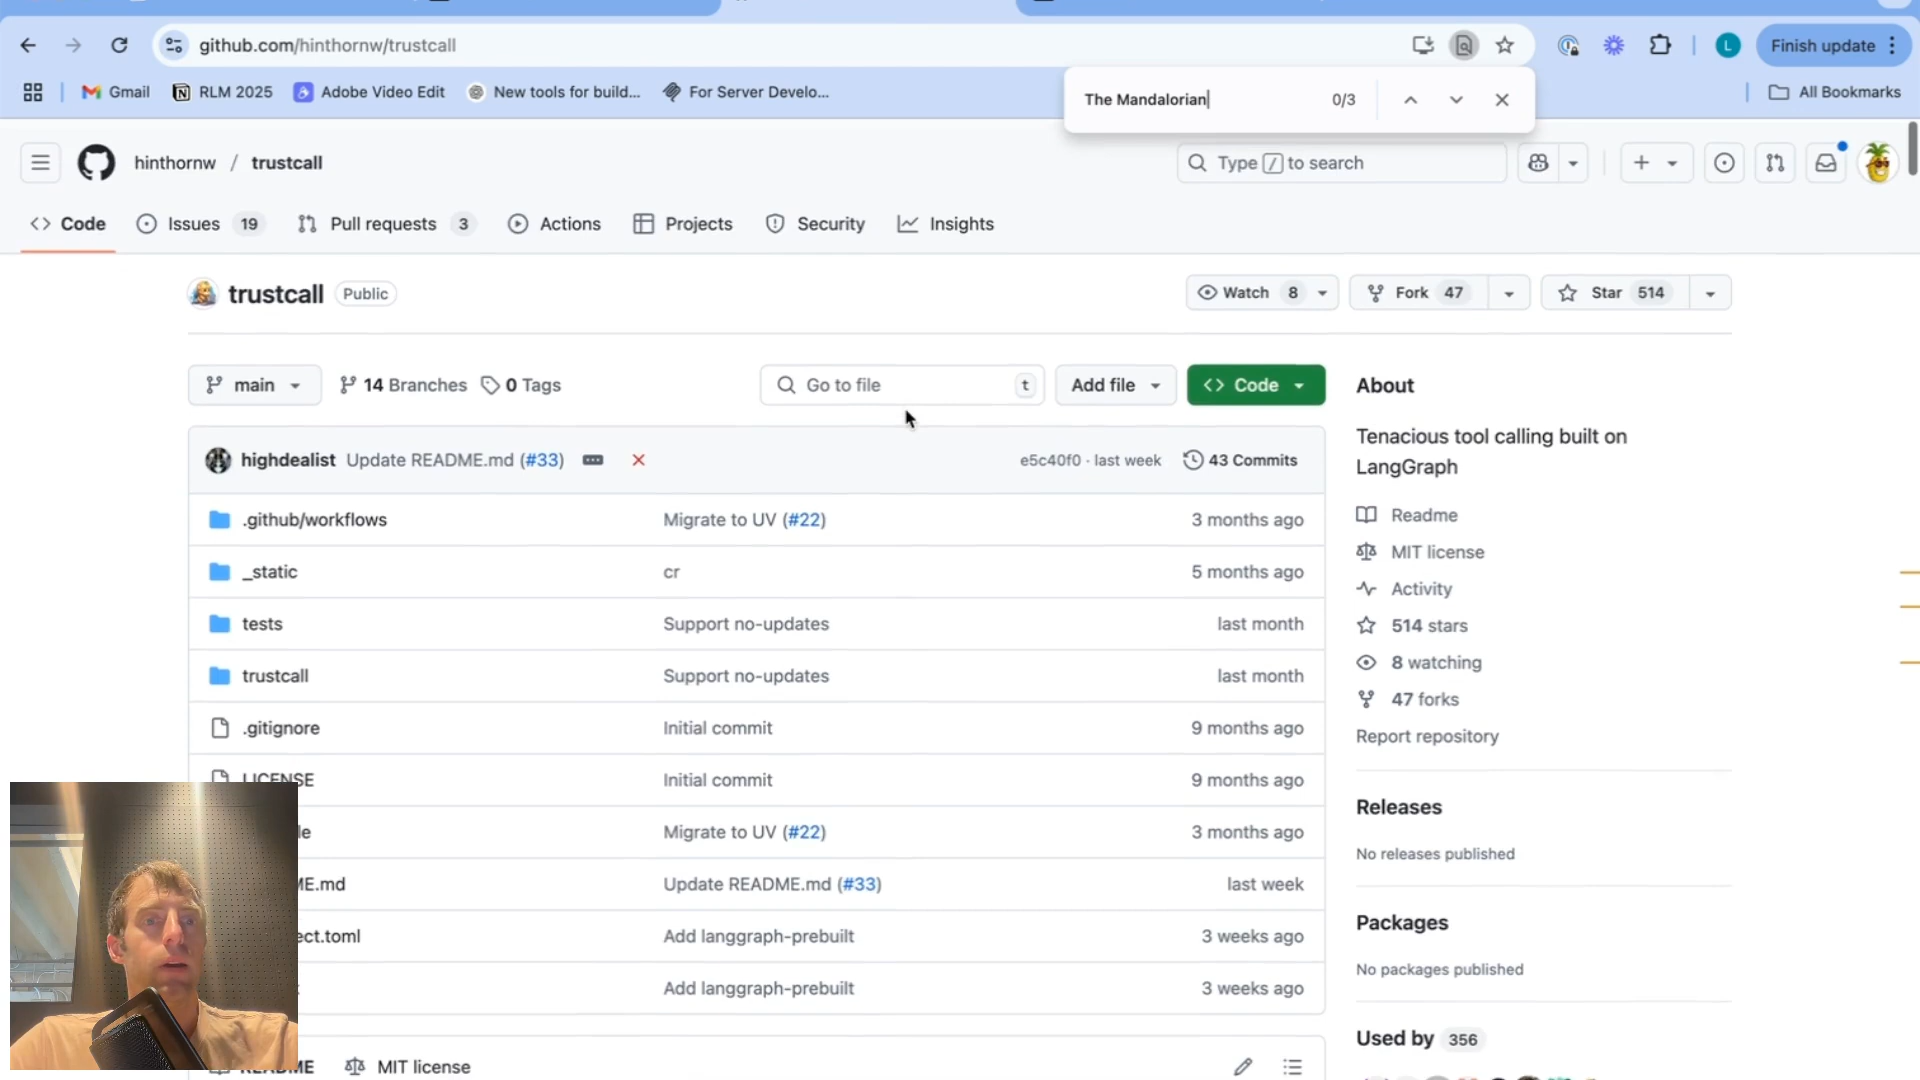 github.com/hinthornw/trustcall
Finish update
Gmail
RLM 2025
Adobe Video Edit
New tools for build...
For Server Develo...
The Mandalorian
0/3
All Bookmarks
hinthornw / trustcall
Type / to search
Code
Issues 19
Pull requests 3
Actions
Projects
Security
Insights
trustcall Public
Watch 8
Fork 47
Star 514
main
14 Branches
0 Tags
Go to file
t
Add file
Code
About
Tenacious tool calling built on
LangGraph
highdealist Update README.md (#33)
e5c40f0 · last week
43 Commits
.github/workflows Migrate to UV (#22) 3 months ago
_static cr 5 months ago
tests Support no-updates last month
trustcall Support no-updates last month
.gitignore Initial commit 9 months ago
LICENSE Initial commit 9 months ago
le Migrate to UV (#22) 3 months ago
ME.md Update README.md (#33) last week
ect.toml Add langgraph-prebuilt 3 weeks ago
Add langgraph-prebuilt 3 weeks ago
README
MIT license
Readme
MIT license
Activity
514 stars
8 watching
47 forks
Report repository
Releases
No releases published
Packages
No packages published
Used by 356
L